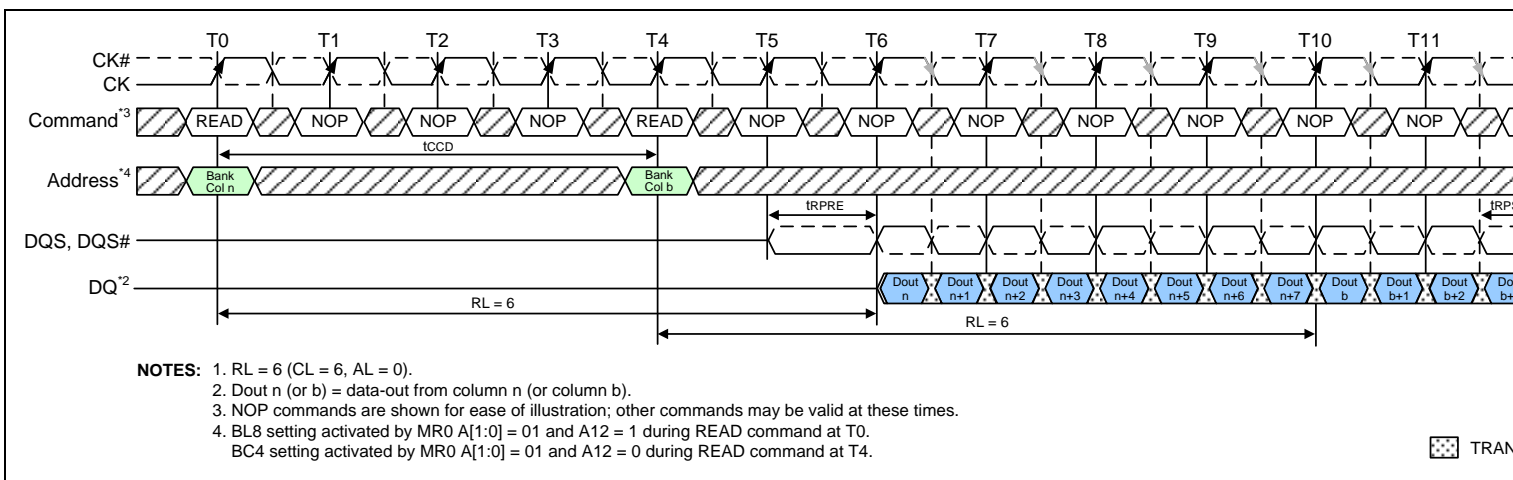 T0 T1 T2 T3 T4 T5 T6 T7 T8 T9 T10 T11
CK#
CK
Command*3 READ NOP NOP NOP READ NOP NOP NOP NOP NOP NOP NOP
tCCD
Address*4 Bank Col n Bank Col b
tRPRE
DQS, DQS#
DQ*2 Dout n Dout n+1 Dout n+2 Dout n+3 Dout n+4 Dout n+5 Dout n+6 Dout n+7 Dout b Dout b+1 Dout b+2
RL = 6
RL = 6
NOTES: 1. RL = 6 (CL = 6, AL = 0).
2. Dout n (or b) = data-out from column n (or column b).
3. NOP commands are shown for ease of illustration; other commands may be valid at these times.
4. BL8 setting activated by MR0 A[1:0] = 01 and A12 = 1 during READ command at T0.
BC4 setting activated by MR0 A[1:0] = 01 and A12 = 0 during READ command at T4.
TRAN